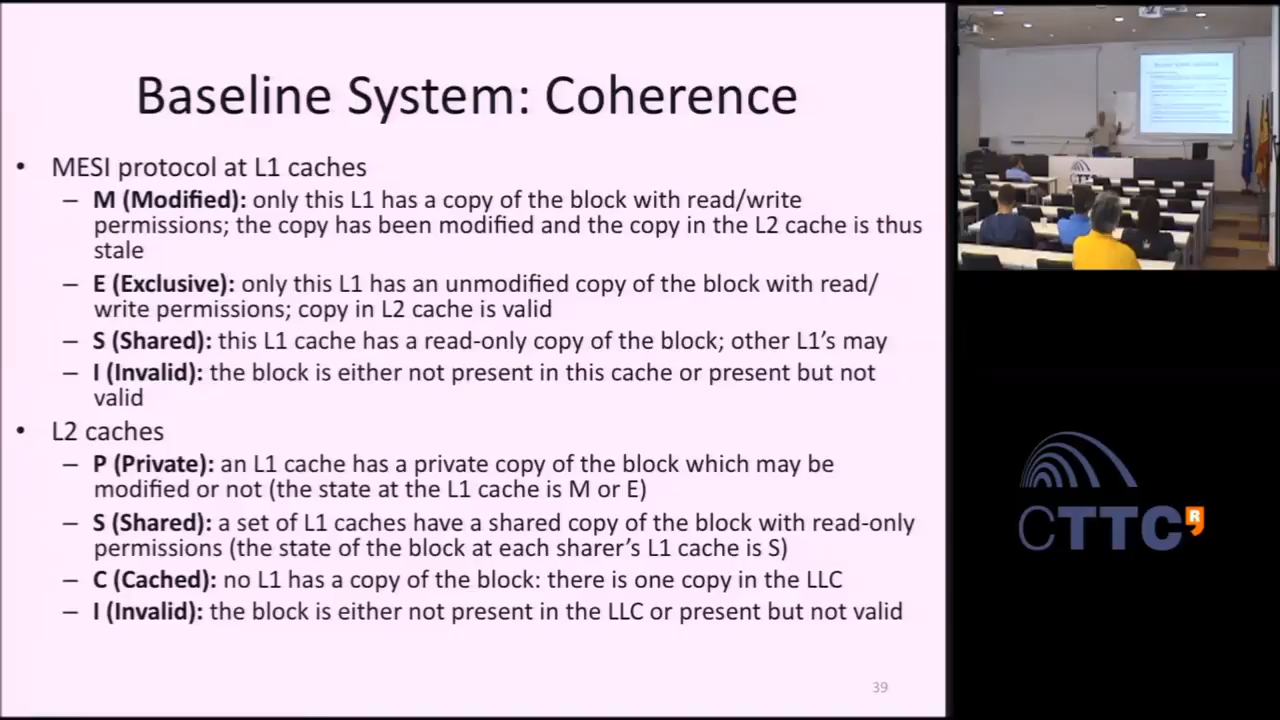 Baseline System: Coherence
• MESI protocol at L1 caches
– M (Modified): only this L1 has a copy of the block with read/write
permissions; the copy has been modified and the copy in the L2 cache is thus
stale
– E (Exclusive): only this L1 has an unmodified copy of the block with read/
write permissions; copy in L2 cache is valid
– S (Shared): this L1 cache has a read-only copy of the block; other L1’s may
– I (Invalid): the block is either not present in this cache or present but not
valid
• L2 caches
– P (Private): an L1 cache has a private copy of the block which may be
modified or not (the state at the L1 cache is M or E)
– S (Shared): a set of L1 caches have a shared copy of the block with read-only
permissions (the state of the block at each sharer’s L1 cache is S)
– C (Cached): no L1 has a copy of the block: there is one copy in the LLC
– I (Invalid): the block is either not present in the LLC or present but not valid
39
CTTC R